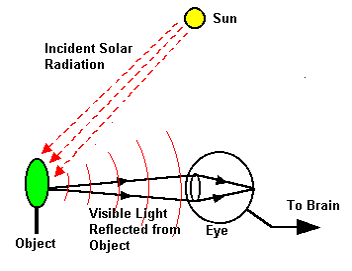 Sun
Incident Solar
Radiation
Visible Light
Reflected from
Object
Object
Eye
To Brain